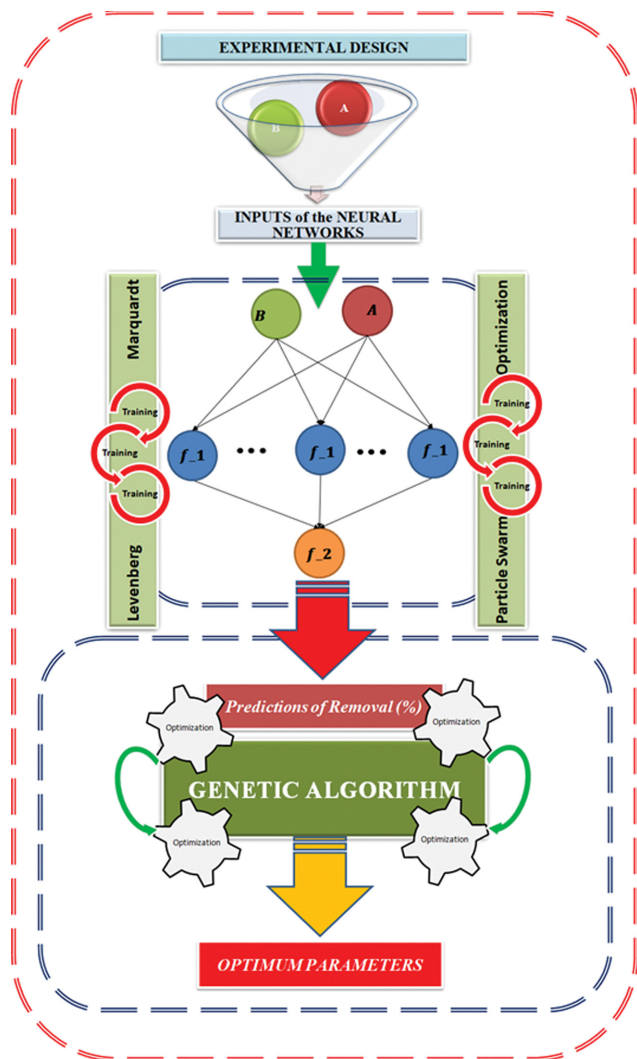 EXPERIMENTAL DESIGN
A
B
INPUTS of the NEURAL
NETWORKS
B
A
Levenberg Marquardt
Training
Training
Training
Particle Swarm Optimization
Training
Training
Training
f_1 ••• f_1 ••• f_1
f_2
Predictions of Removal (%)
Optimization
Optimization
GENETIC ALGORITHM
Optimization
Optimization
OPTIMUM PARAMETERS